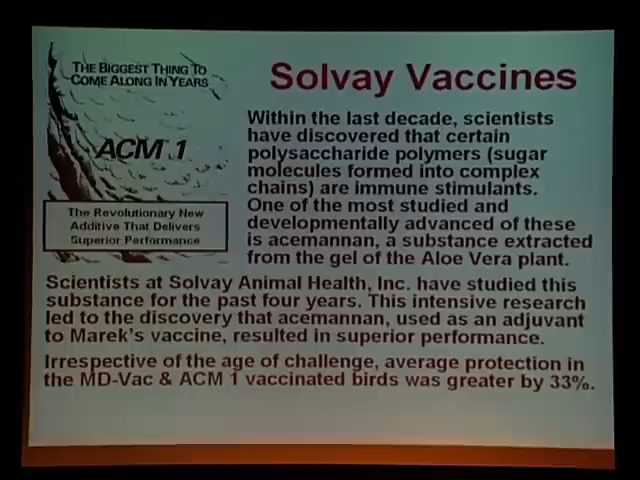 THE BIGGEST THING TO
COME ALONG IN YEARS
ACM™ 1
The Revolutionary New
Additive That Delivers
Superior Performance
Solvay Vaccines
Within the last decade, scientists
have discovered that certain
polysaccharide polymers (sugar
molecules formed into complex
chains) are immune stimulants.
One of the most studied and
developmentally advanced of these
is acemannan, a substance extracted
from the gel of the Aloe Vera plant.
Scientists at Solvay Animal Health, Inc. have studied this
substance for the past four years. This intensive research
led to the discovery that acemannan, used as an adjuvant
to Marek's vaccine, resulted in superior performance.
Irrespective of the age of challenge, average protection in
the MD-Vac & ACM 1 vaccinated birds was greater by 33%.